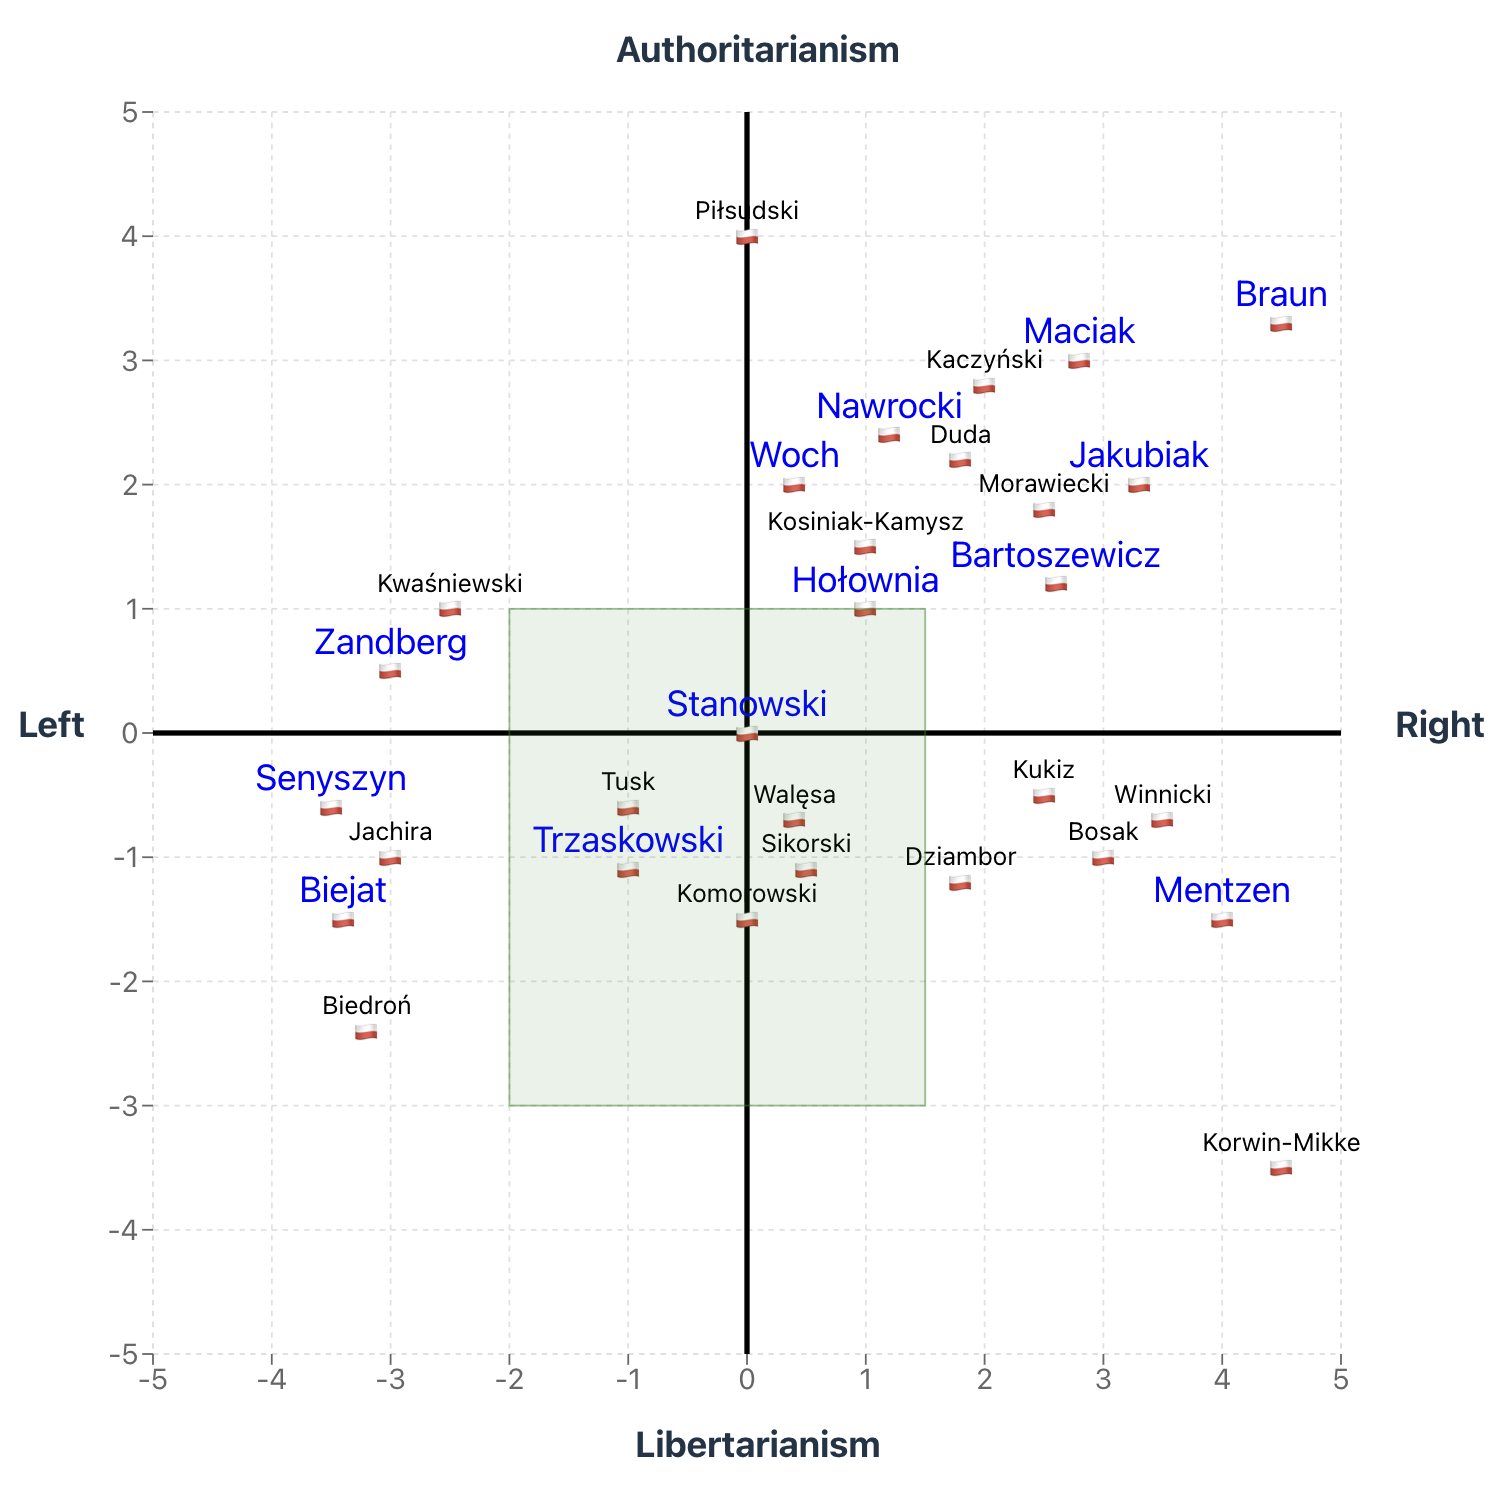 Authoritarianism
5
Piłsudski
4
Braun
Maciak
3
Kaczyński
Nawrocki
Duda
Woch
Jakubiak
2
Morawiecki
Kosiniak-Kamysz
Bartoszewicz
Kwaśniewski
Hołownia
1
Zandberg
Stanowski
Left
0
Right
Kukiz
Senyszyn
Tusk
Walęsa
Winnicki
Jachira
Bosak
Trzaskowski
Sikorski
-1
Dziambor
Biejat
Komorowski
Mentzen
-2
Biedroń
-3
Korwin-Mikke
-4
-5
-5
-4
-3
-2
-1
0
1
2
3
4
5
Libertarianism